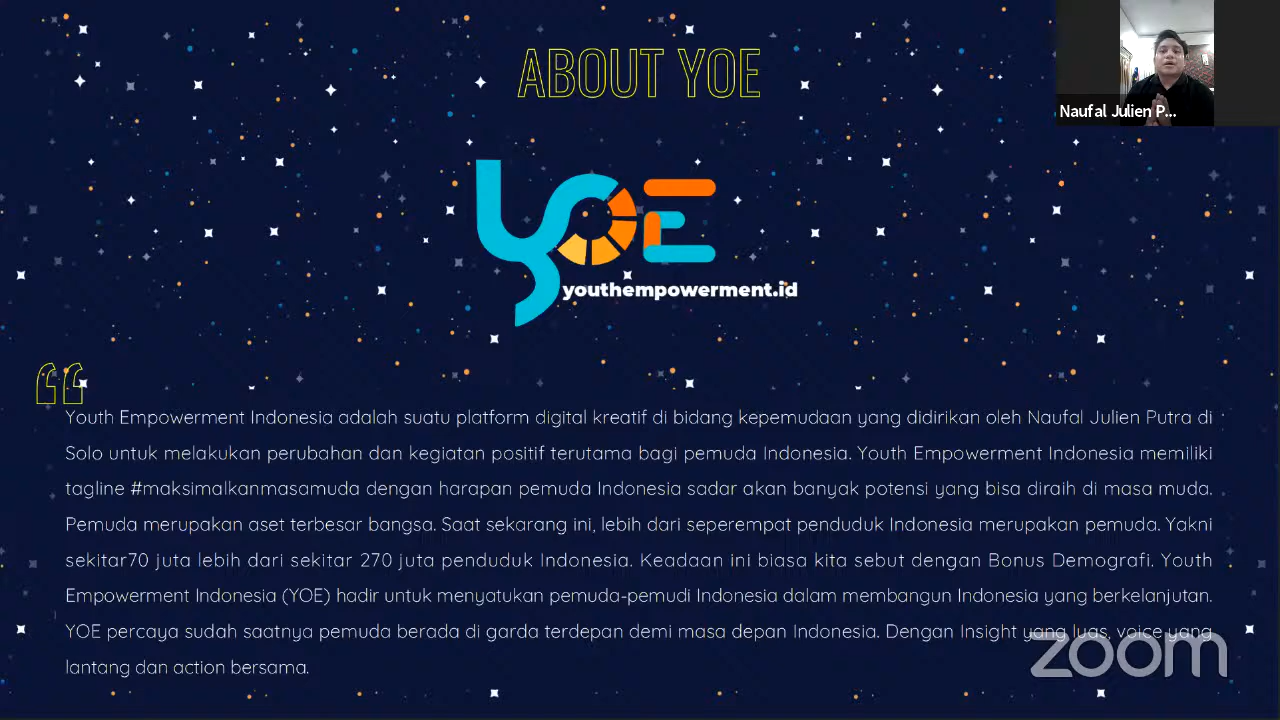 ABOUT YOE
Naufal Julien P...
YOE
youthempowerment.id
Youth Empowerment Indonesia adalah suatu platform digital kreatif di bidang kepemudaan yang didirikan oleh Naufal Julien Putra di
Solo untuk melakukan perubahan dan kegiatan positif terutama bagi pemuda Indonesia. Youth Empowerment Indonesia memiliki
tagline #maksimalkanmasamuda dengan harapan pemuda Indonesia sadar akan banyak potensi yang bisa diraih di masa muda.
Pemuda merupakan aset terbesar bangsa. Saat sekarang ini, lebih dari seperempat penduduk Indonesia merupakan pemuda. Yakni
sekitar70 juta lebih dari sekitar 270 juta penduduk Indonesia. Keadaan ini biasa kita sebut dengan Bonus Demografi. Youth
Empowerment Indonesia (YOE) hadir untuk menyatukan pemuda-pemudi Indonesia dalam membangun Indonesia yang berkelanjutan.
YOE percaya sudah saatnya pemuda berada di garda terdepan demi masa depan Indonesia. Dengan Insight yang luas, voice yang
lantang dan action bersama.
zoom